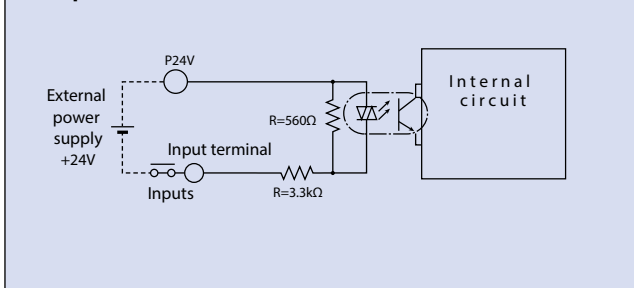 P24V
External
power
supply
+24V
Internal
circuit
R=560Ω
Input terminal
Inputs
R=3.3kΩ